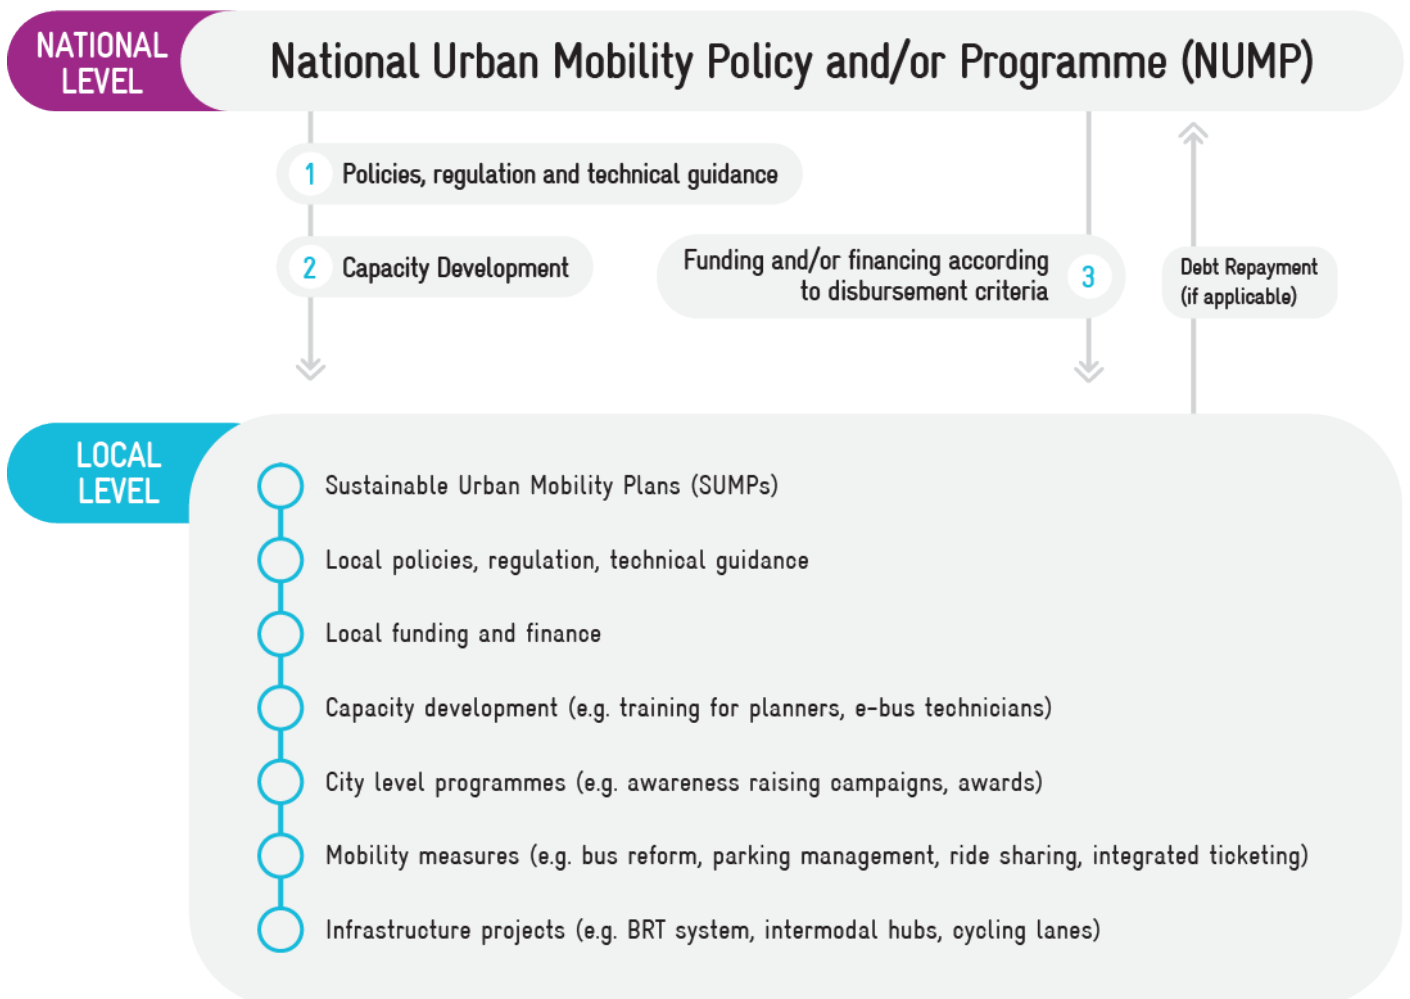 NATIONAL
LEVEL
National Urban Mobility Policy and/or Programme (NUMP)
1 Policies, regulation and technical guidance
2 Capacity Development
Funding and/or financing according
to disbursement criteria
3
Debt Repayment
(if applicable)
LOCAL
LEVEL
Sustainable Urban Mobility Plans (SUMPs)
Local policies, regulation, technical guidance
Local funding and finance
Capacity development (e.g. training for planners, e-bus technicians)
City level programmes (e.g. awareness raising campaigns, awards)
Mobility measures (e.g. bus reform, parking management, ride sharing, integrated ticketing)
Infrastructure projects (e.g. BRT system, intermodal hubs, cycling lanes)